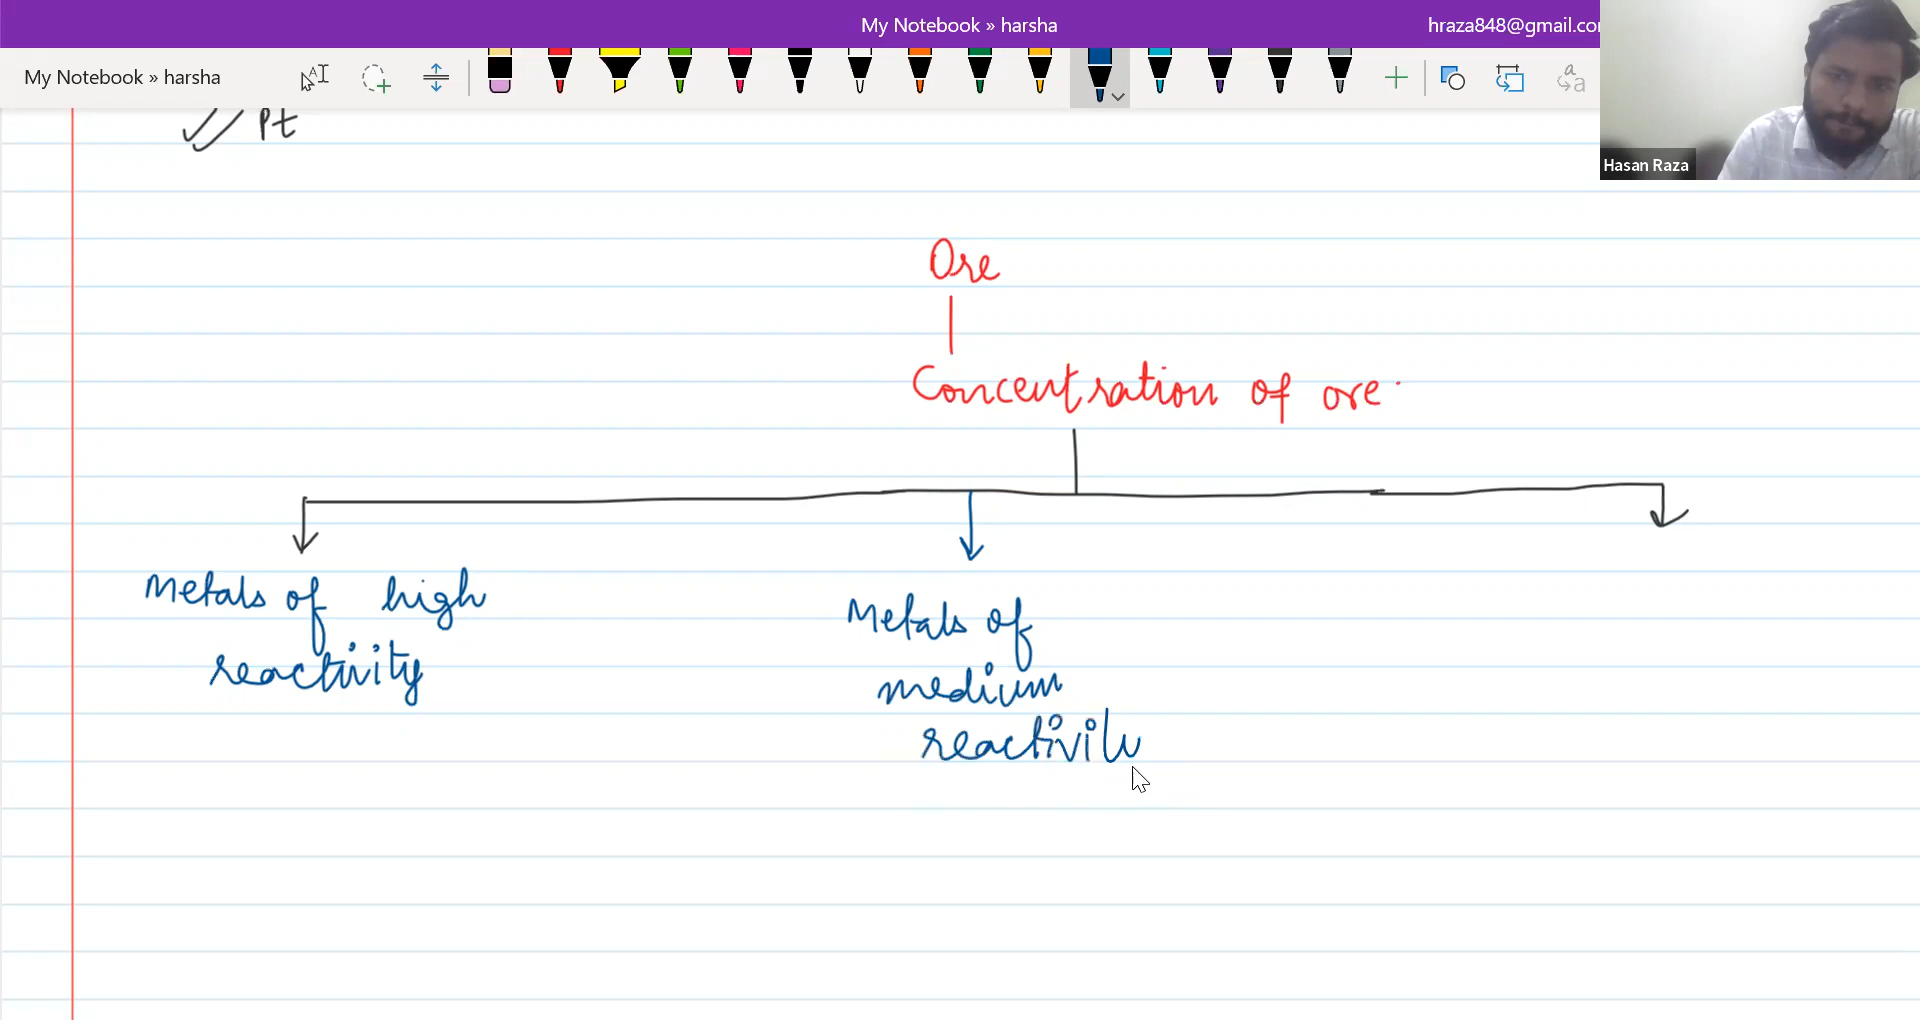 My Notebook » harsha
hraza848@gmail.co
My Notebook » harsha
Hasan Raza
Pt
Ore
Concentration of ore
Metals of high
reactivity
Metals of
medium
reactivity